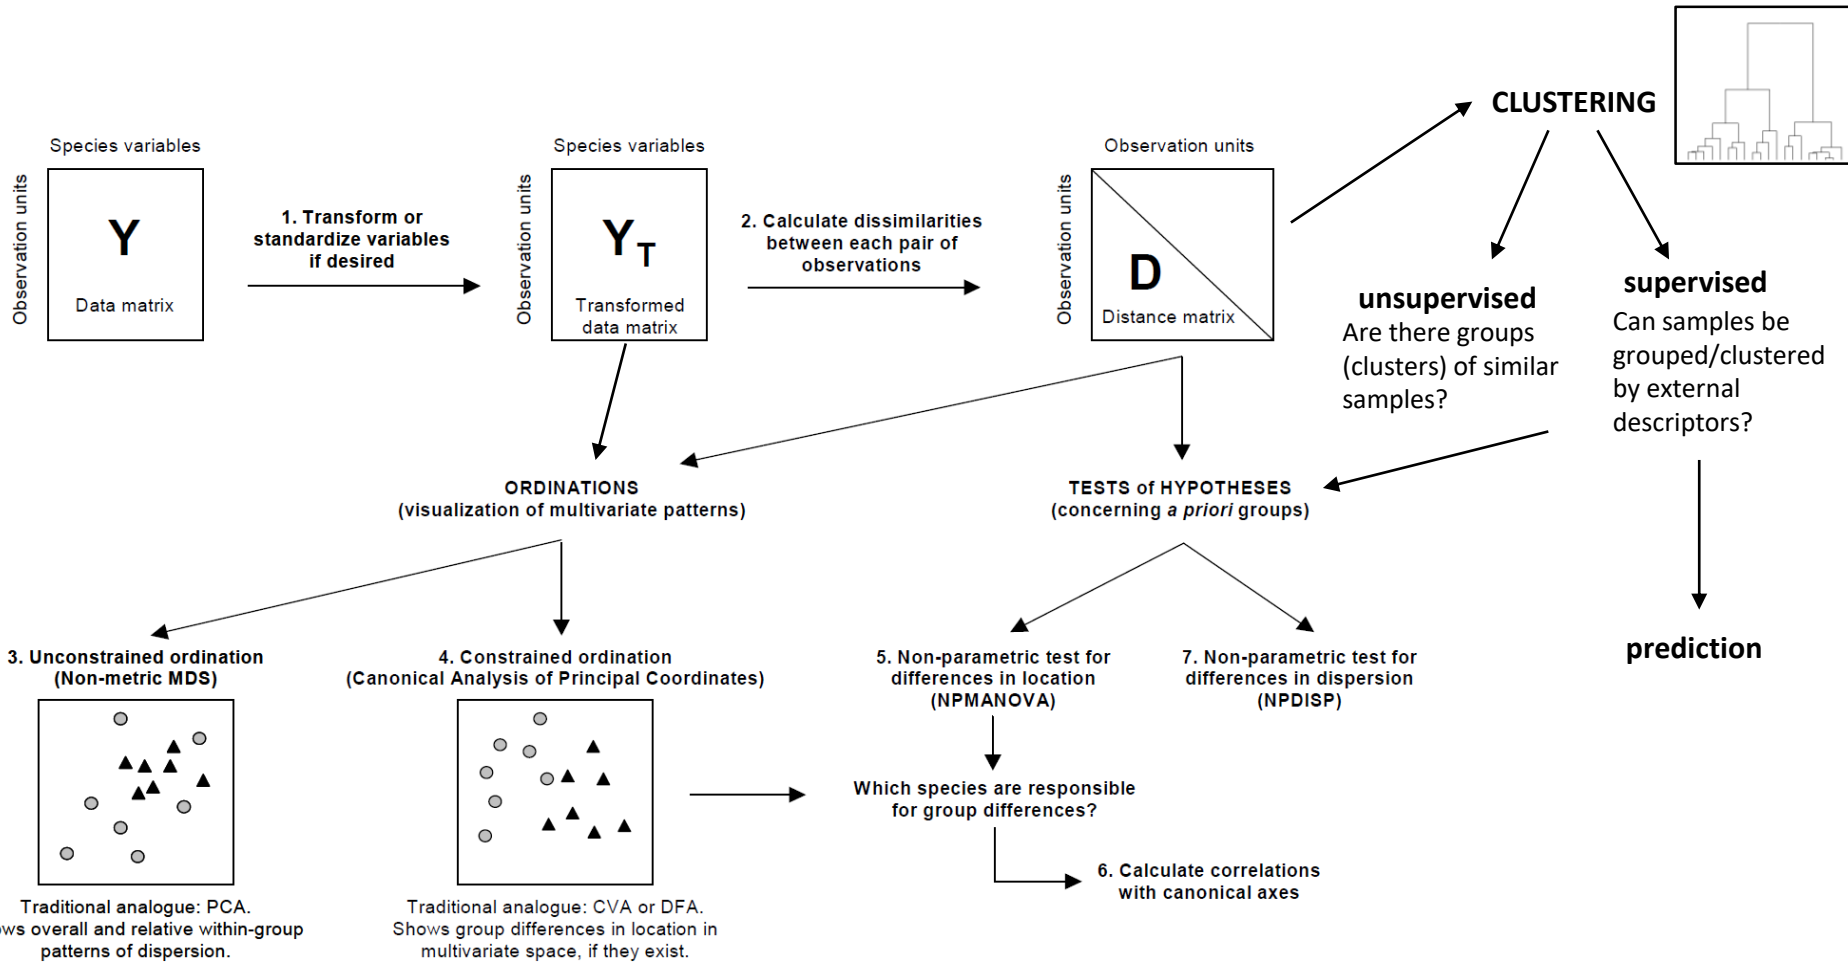 CLUSTERING
Species variables
Observation units
Y
Data matrix
1. Transform or
standardize variables
if desired
Species variables
Observation units
Y_T
Transformed
data matrix
2. Calculate dissimilarities
between each pair of
observations
Observation units
Observation units
D
Distance matrix
unsupervised
Are there groups
(clusters) of similar
samples?
supervised
Can samples be
grouped/clustered
by external
descriptors?
ORDINATIONS
(visualization of multivariate patterns)
TESTS of HYPOTHESES
(concerning a priori groups)
prediction
3. Unconstrained ordination
(Non-metric MDS)
4. Constrained ordination
(Canonical Analysis of Principal Coordinates)
5. Non-parametric test for
differences in location
(NPMANOVA)
7. Non-parametric test for
differences in dispersion
(NPDISP)
Which species are responsible
for group differences?
6. Calculate correlations
with canonical axes
Traditional analogue: PCA.
ows overall and relative within-group
patterns of dispersion.
Traditional analogue: CVA or DFA.
Shows group differences in location in
multivariate space, if they exist.